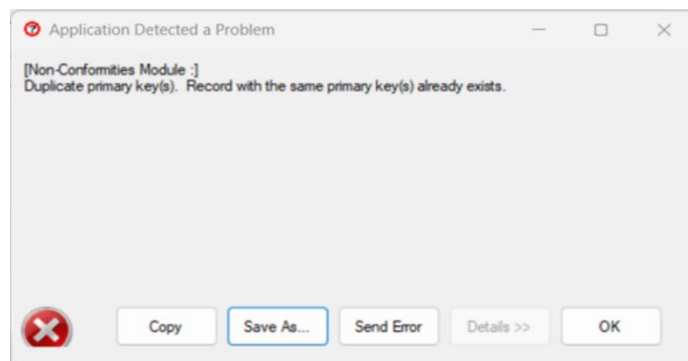 Application Detected a Problem
[Non-Conformities Module :]
Duplicate primary key(s).  Record with the same primary key(s) already exists.
Copy
Save As...
Send Error
Details >>
OK